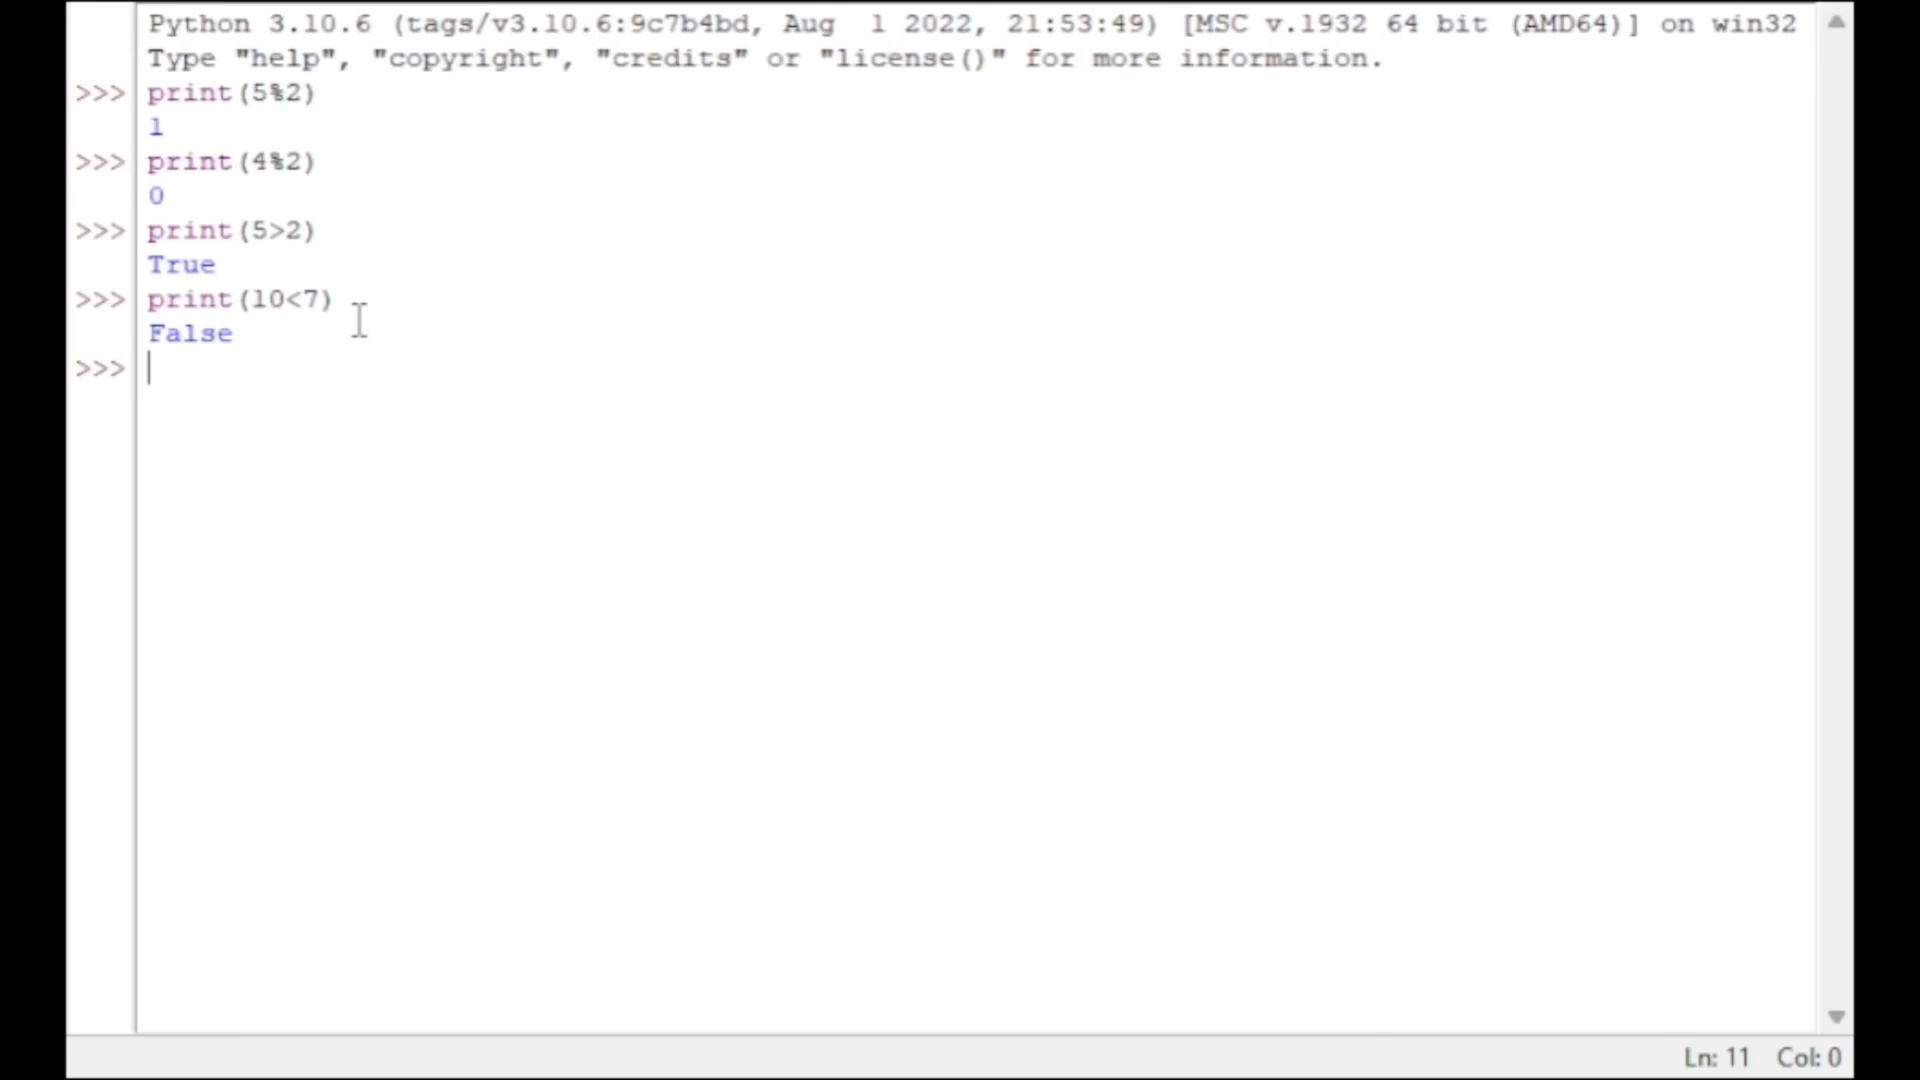 Python 3.10.6 (tags/v3.10.6:9c7b4bd, Aug  1 2022, 21:53:49) [MSC v.1932 64 bit (AMD64)] on win32
Type "help", "copyright", "credits" or "license()" for more information.
>>> print(5%2)
1
>>> print(4%2)
0
>>> print(5>2)
True
>>> print(10<7)
False
>>>
Ln: 11 Col: 0